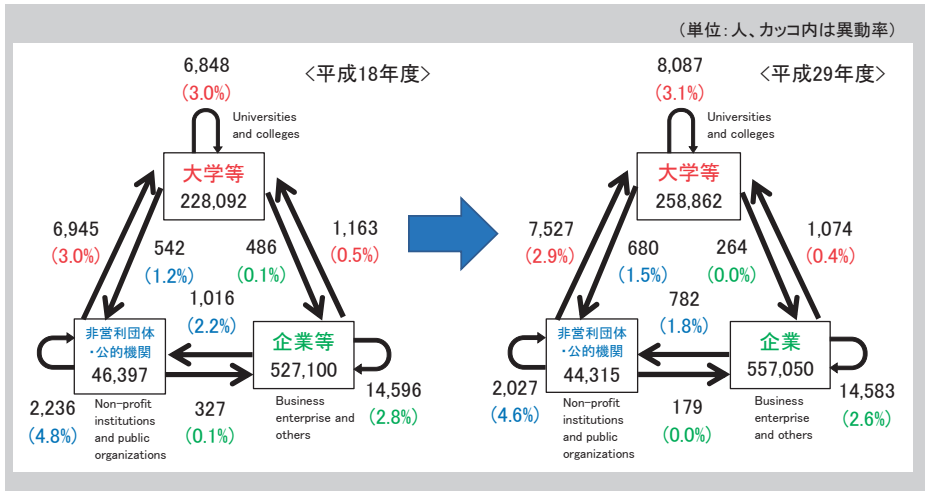 (単位:人、カッコ内は異動率)
<平成18年度>
6,848
(3.0%)
Universities
and colleges
大学等
228,092
6,945
(3.0%)
542
(1.2%)
486
(0.1%)
1,163
(0.5%)
1,016
(2.2%)
非営利団体
・公的機関
46,397
企業等
527,100
2,236
(4.8%)
Non-profit
institutions
and public
organizations
327
(0.1%)
Business
enterprise and
others
14,596
(2.8%)
<平成29年度>
8,087
(3.1%)
Universities
and colleges
大学等
258,862
7,527
(2.9%)
680
(1.5%)
264
(0.0%)
1,074
(0.4%)
782
(1.8%)
非営利団体
・公的機関
44,315
企業
557,050
2,027
(4.6%)
Non-profit
institutions
and public
organizations
179
(0.0%)
Business
enterprise
and others
14,583
(2.6%)